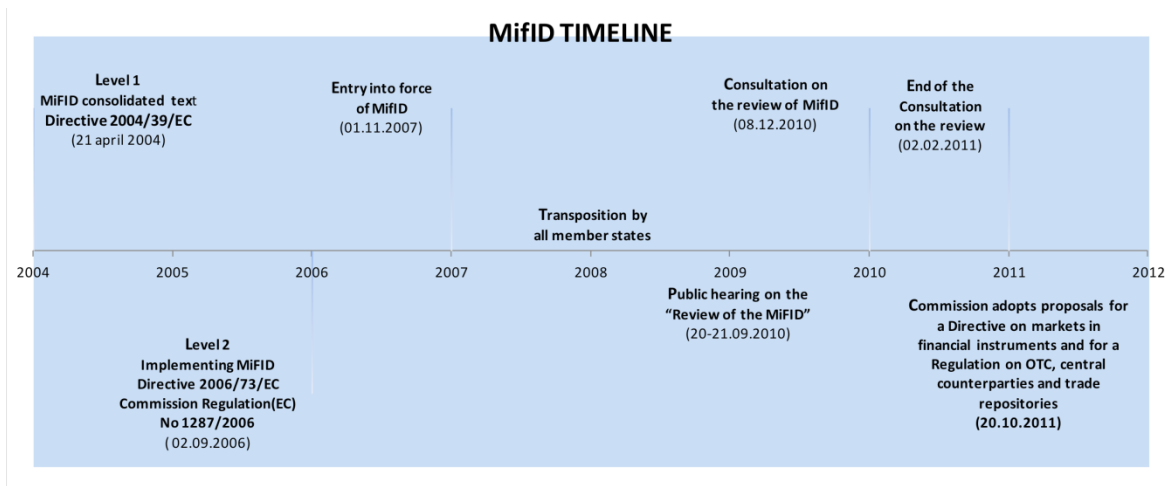 MifID TIMELINE
Level 1
MiFID consolidated text
Directive 2004/39/EC
(21 april 2004)
Entry into force
of MifID
(01.11.2007)
Consultation on
the review of MifID
(08.12.2010)
End of the
Consultation
on the review
(02.02.2011)
Transposition by
all member states
2004
2005
2006
2007
2008
2009
2010
2011
2012
Level 2
Implementing MiFID
Directive 2006/73/EC
Commission Regulation(EC)
No 1287/2006
( 02.09.2006)
Public hearing on the
“Review of the MiFID”
(20-21.09.2010)
Commission adopts proposals for
a Directive on markets in
financial instruments and for a
Regulation on OTC, central
counterparties and trade
repositories
(20.10.2011)